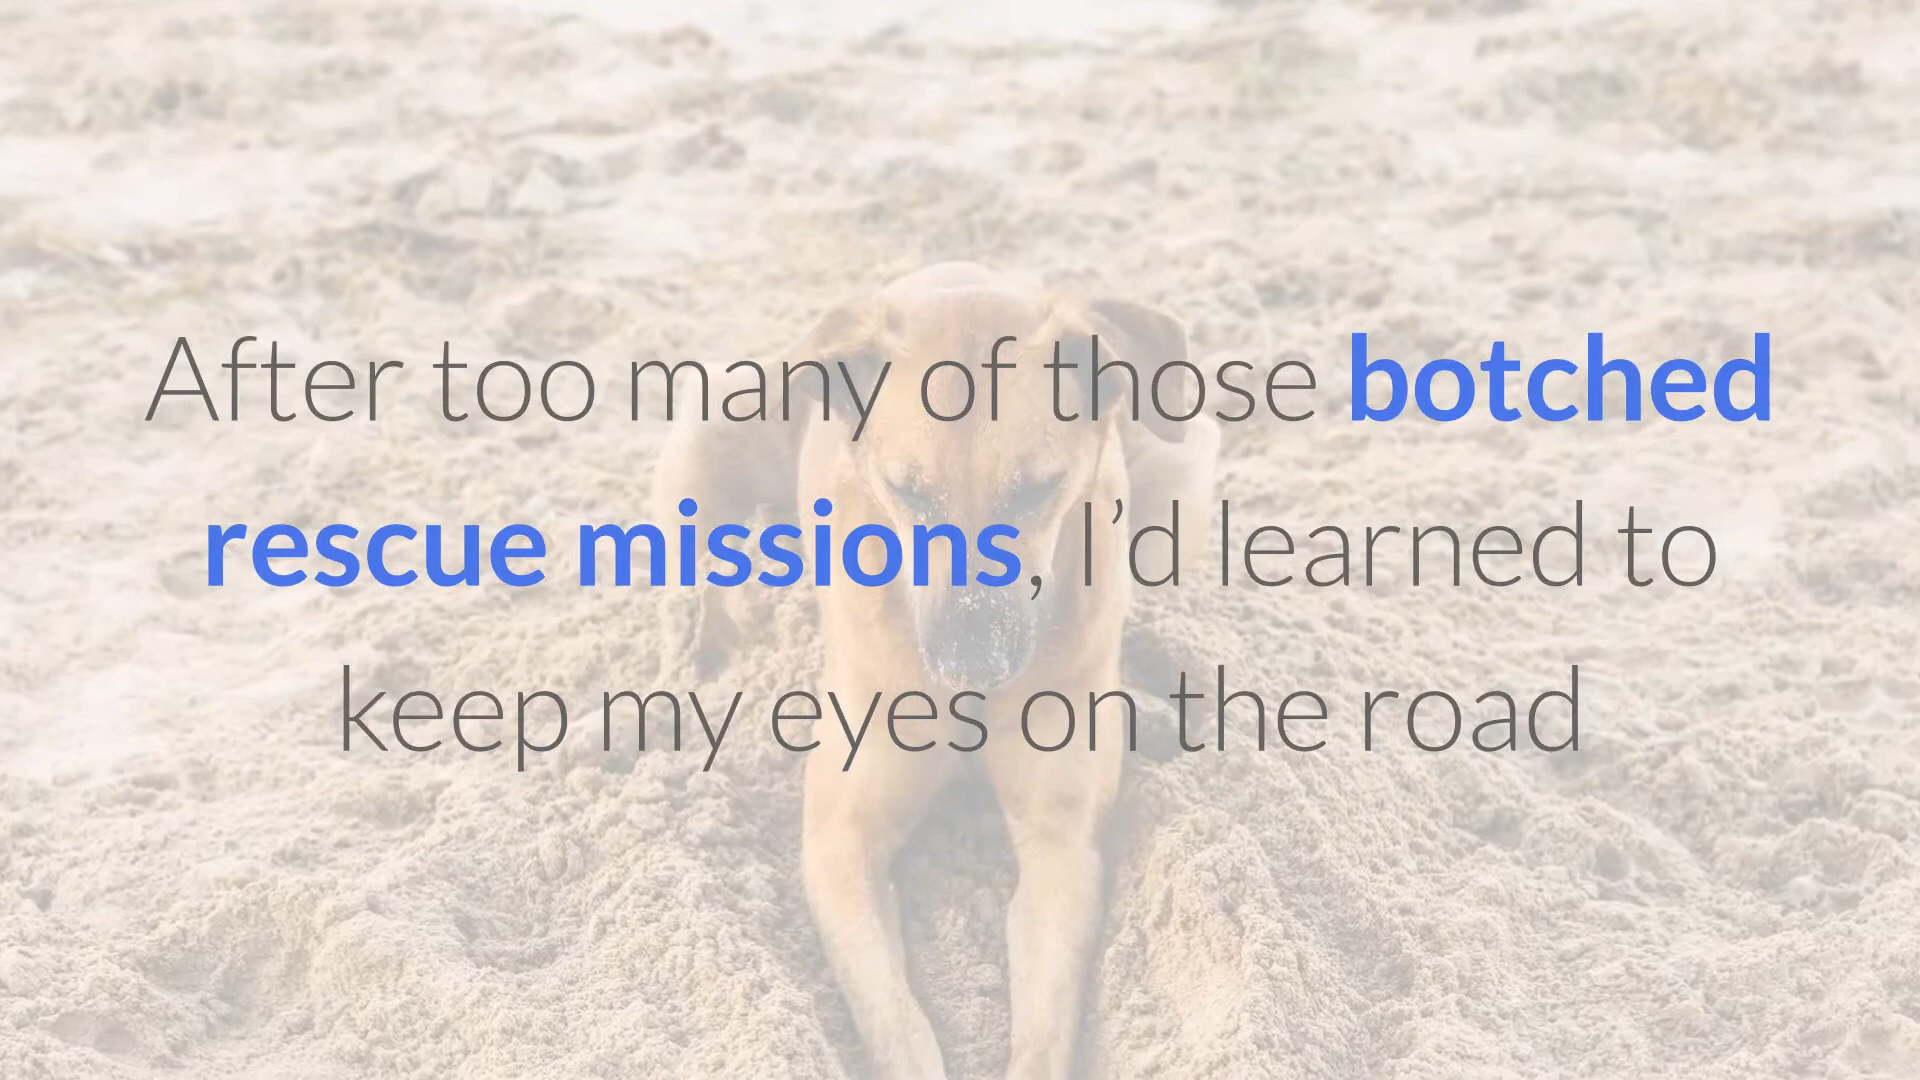 After too many of those botched
rescue missions, I’d learned to
keep my eyes on the road